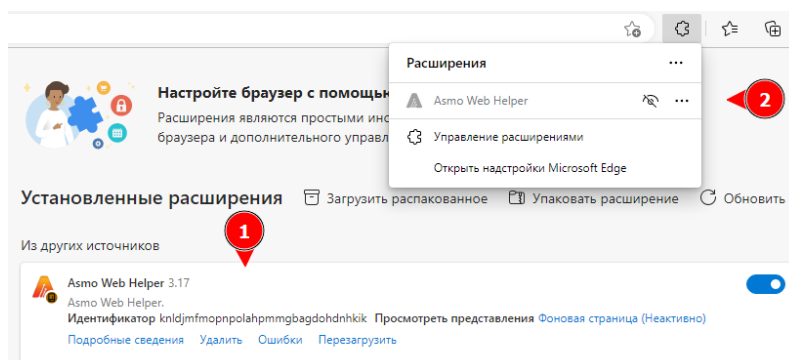 Расширения
Asmo Web Helper
Управление расширениями
Открыть надстройки Microsoft Edge
2
Настройте браузер с помощью
Расширения являются простыми инс
браузера и дополнительного управл
Установленные расширения
Загрузить распакованное
Упаковать расширение
Обновить
1
Из других источников
Asmo Web Helper 3.17
Asmo Web Helper.
Идентификатор knldjmfmopnpolahpmmgbagdohdnhkik Просмотреть представления Фоновая страница (Неактивно)
Подробные сведения Удалить Ошибки Перезагрузить